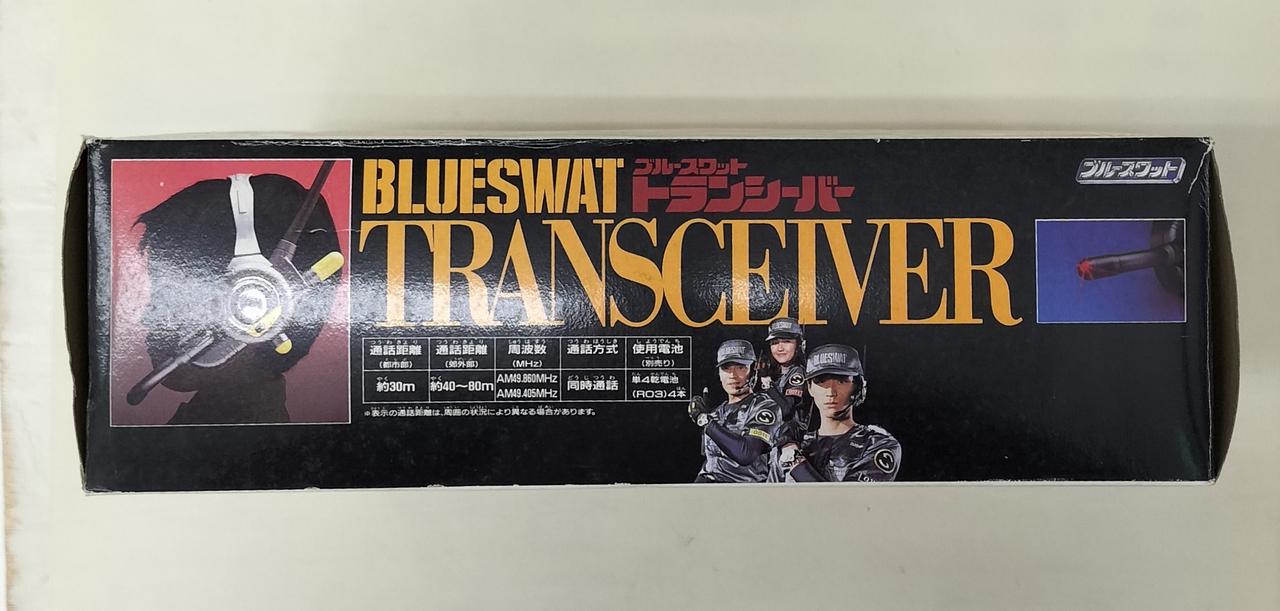 BLUESWAT
ブルースワット
トランシーバー
TRANSCEIVER
ブルースワット
通話距離 (都市部) 通話距離 (郊外部) 周波数 (MHz) 通話方式 使用電池 (別売り)
約30m 約40〜80m AM49.860MHz AM49.405MHz 同時通話 単4乾電池 (R03)4本
※表示の通話距離は、周囲の状況により異なる場合があります。
BLUESWAT
BLUESWAT